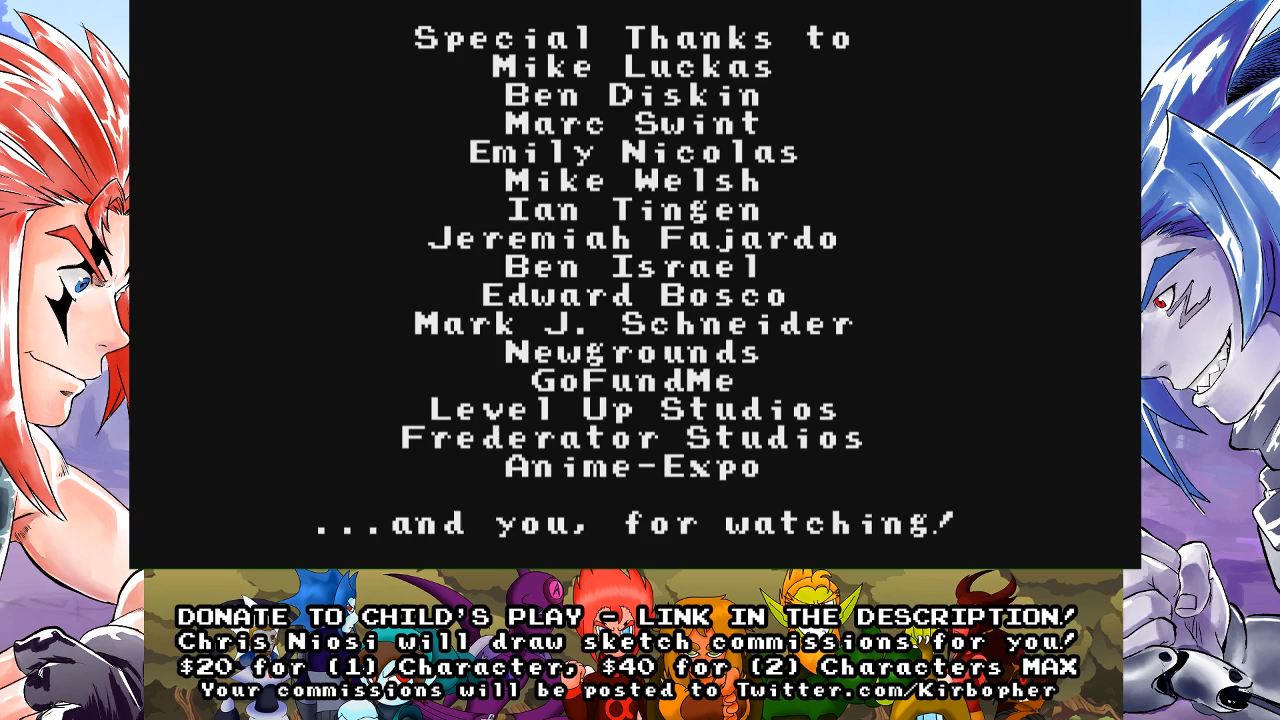 Special Thanks to
Mike Luckas
Ben Diskin
Marc Swint
Emily Nicolas
Mike Welsh
Ian Tingen
Jeremiah Fajardo
Ben Israel
Edward Bosco
Mark J. Schneider
Newgrounds
GoFundMe
Level Up Studios
Frederator Studios
Anime-Expo
...and you, for watching!
DONATE TO CHILD'S PLAY - LINK IN THE DESCRIPTION!
Chris Niosi will draw sketch commissions for you!
$20 for (1) Character, $40 for (2) Characters MAX
Your commissions will be posted to Twitter.com/Kirbopher